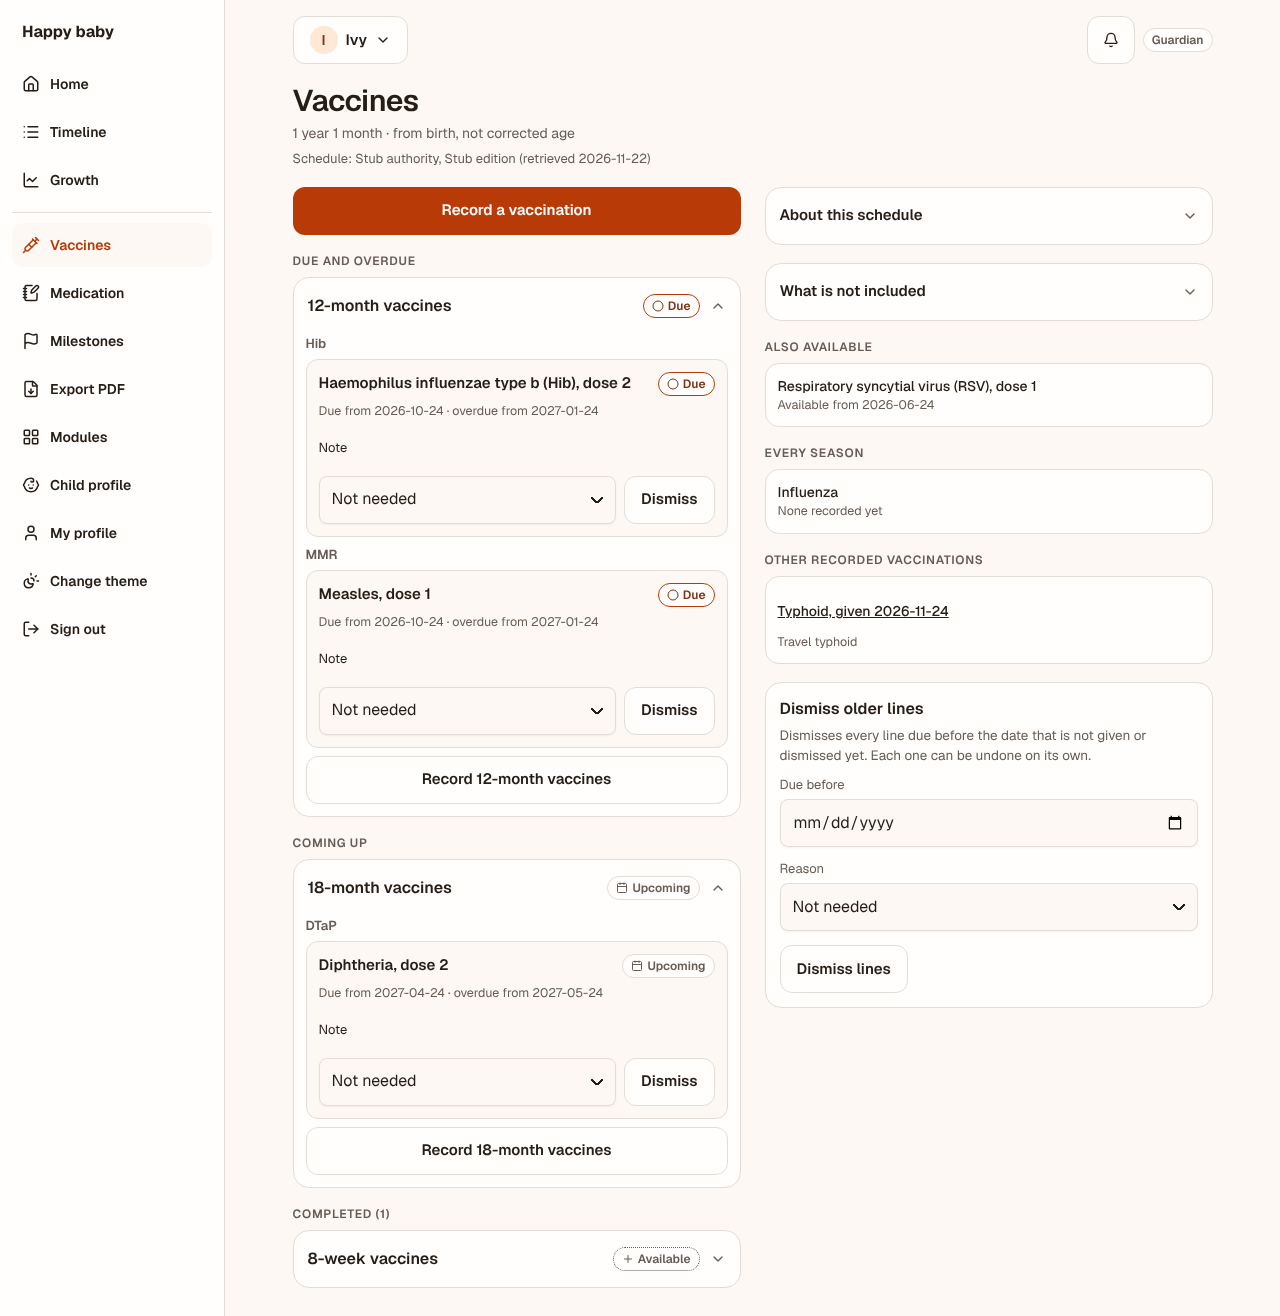 Happy baby
Home
Timeline
Growth
Vaccines
Medication
Milestones
Export PDF
Modules
Child profile
My profile
Change theme
Sign out
I Ivy
Guardian
Vaccines
1 year 1 month · from birth, not corrected age
Schedule: Stub authority, Stub edition (retrieved 2026-11-22)
Record a vaccination
DUE AND OVERDUE
12-month vaccines
Due
Hib
Haemophilus influenzae type b (Hib), dose 2
Due
Due from 2026-10-24 · overdue from 2027-01-24
Note
Not needed
Dismiss
MMR
Measles, dose 1
Due
Due from 2026-10-24 · overdue from 2027-01-24
Note
Not needed
Dismiss
Record 12-month vaccines
COMING UP
18-month vaccines
Upcoming
DTaP
Diphtheria, dose 2
Upcoming
Due from 2027-04-24 · overdue from 2027-05-24
Note
Not needed
Dismiss
Record 18-month vaccines
COMPLETED (1)
8-week vaccines
+ Available
About this schedule
What is not included
ALSO AVAILABLE
Respiratory syncytial virus (RSV), dose 1
Available from 2026-06-24
EVERY SEASON
Influenza
None recorded yet
OTHER RECORDED VACCINATIONS
Typhoid, given 2026-11-24
Travel typhoid
Dismiss older lines
Dismisses every line due before the date that is not given or
dismissed yet. Each one can be undone on its own.
Due before
mm/dd/yyyy
Reason
Not needed
Dismiss lines